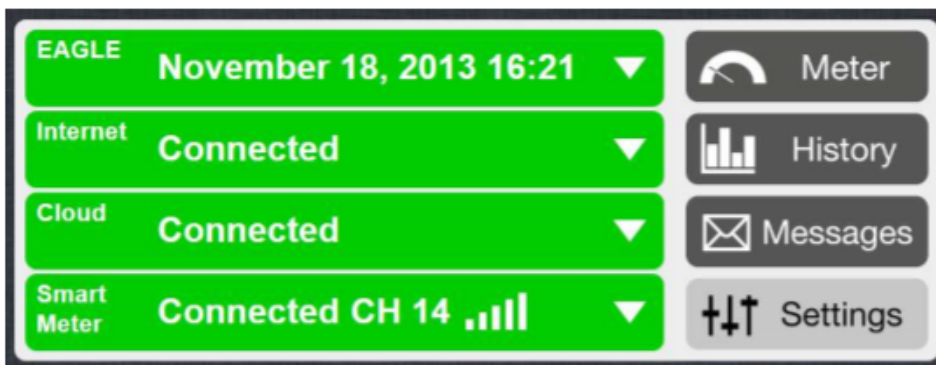 EAGLE
November 18, 2013 16:21
Internet
Connected
Cloud
Connected
Smart
Meter
Connected CH 14
Meter
History
Messages
Settings